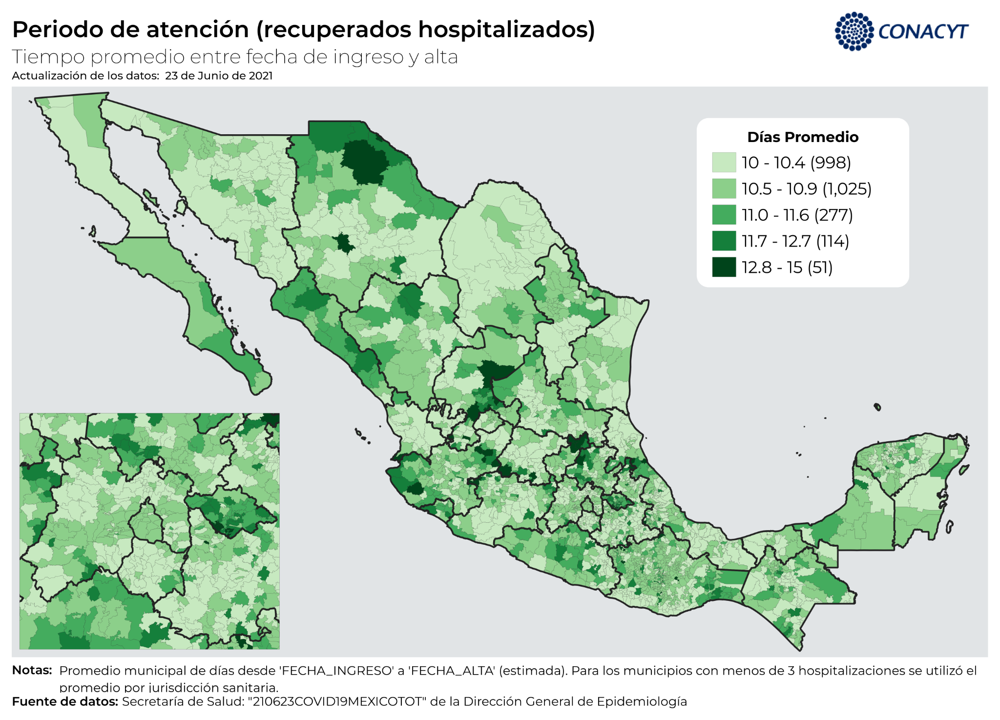 Periodo de atención (recuperados hospitalizados)
CONACYT
Tiempo promedio entre fecha de ingreso y alta
Actualización de los datos: 23 de Junio de 2021
Días Promedio
10 - 10.4 (998)
10.5 - 10.9 (1,025)
11.0 - 11.6 (277)
11.7 - 12.7 (114)
12.8 - 15 (51)
Notas: Promedio municipal de días desde 'FECHA_INGRESO' a 'FECHA_ALTA' (estimada). Para los municipios con menos de 3 hospitalizaciones se utilizó el
promedio por jurisdicción sanitaria.
Fuente de datos: Secretaría de Salud: "210623COVID19MEXICOTOT" de la Dirección General de Epidemiología